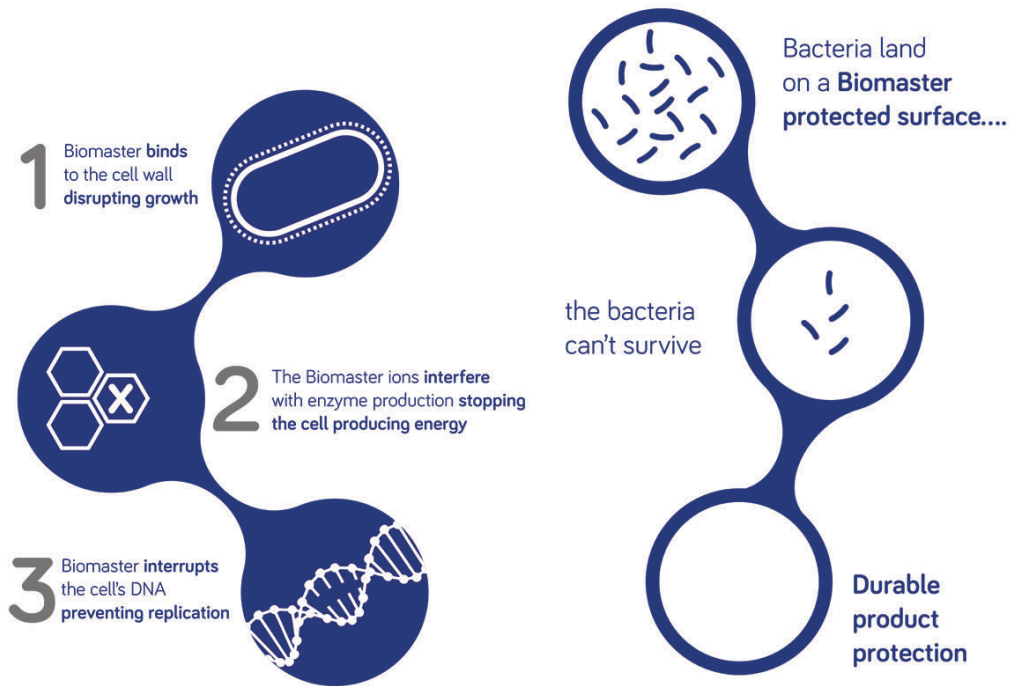 1
Biomaster binds
to the cell wall
disrupting growth
X
2
The Biomaster ions interfere
with enzyme production stopping
the cell producing energy
3
Biomaster interrupts
the cell's DNA
preventing replication
Bacteria land
on a Biomaster
protected surface....
the bacteria
can't survive
Durable
product
protection